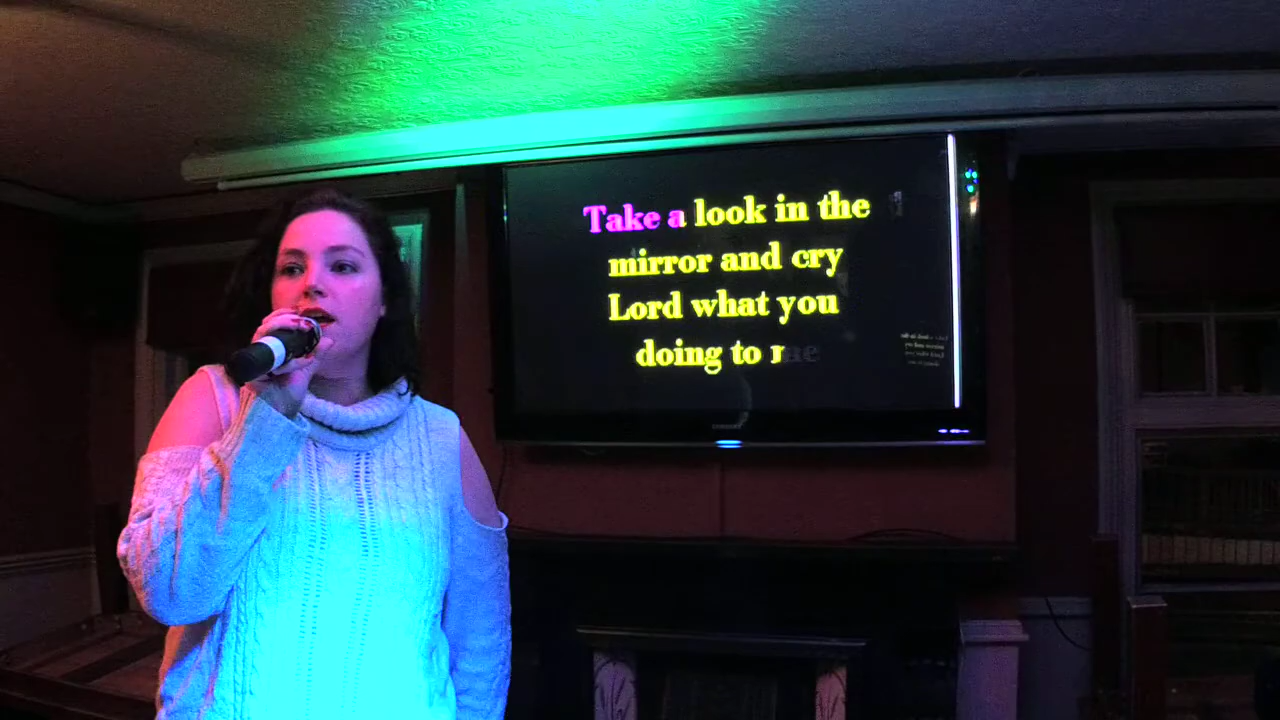 Take a look in the
mirror and cry
Lord what you
doing to me